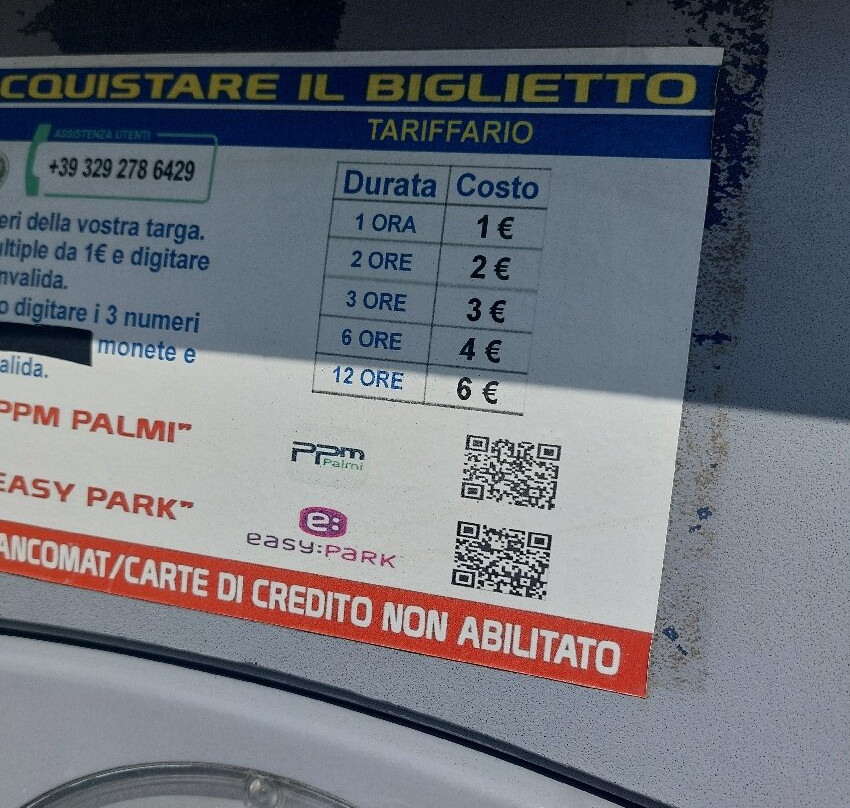 CQUISTARE IL BIGLIETTO
TARIFFARIO
ASSISTENZA UTENTI
+39 329 278 6429
eri della vostra targa.
ltiple da 1€ e digitare
nvalida.
o digitare i 3 numeri
monete e
alida.
Durata Costo
1 ORA 1 €
2 ORE 2 €
3 ORE 3 €
6 ORE 4 €
12 ORE 6 €
PPM PALMI"
EASY PARK"
PPm
Palmi
e:
easy:PARK
ANCOMAT/CARTE DI CREDITO NON ABILITATO